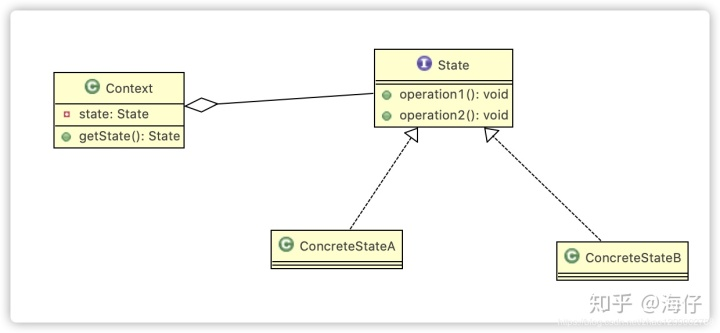 Context
state: State
getState(): State
State
operation1(): void
operation2(): void
ConcreteStateA
ConcreteStateB
知乎 @海仔